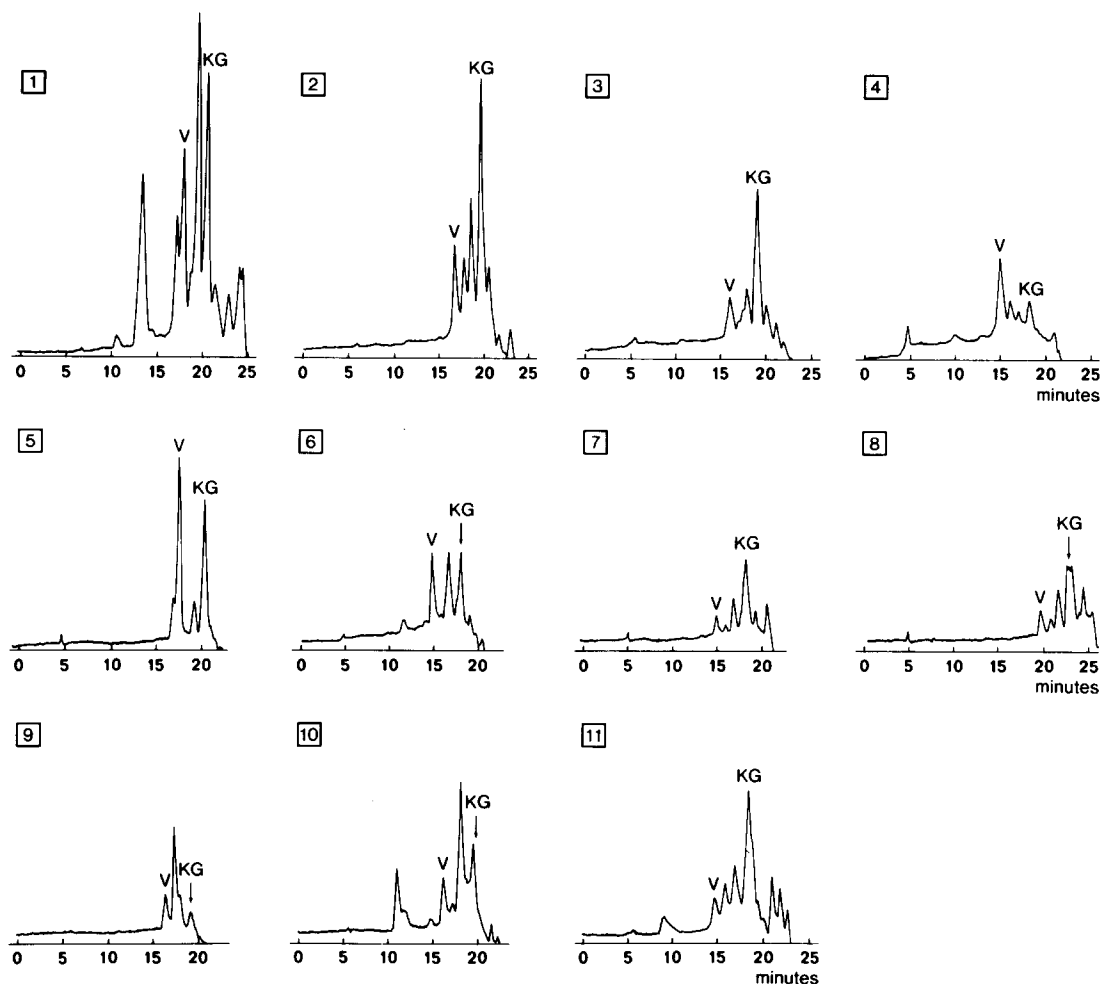 1 2 3 4
V KG V KG V KG V KG
0 5 10 15 20 25 0 5 10 15 20 25 0 5 10 15 20 25 0 5 10 15 20 25
minutes
5 6 7 8
V KG V KG V KG V KG
0 5 10 15 20 0 5 10 15 20 0 5 10 15 20 0 5 10 15 20 25
minutes
9 10 11
V KG V KG V KG
0 5 10 15 20 0 5 10 15 20 0 5 10 15 20 25
minutes